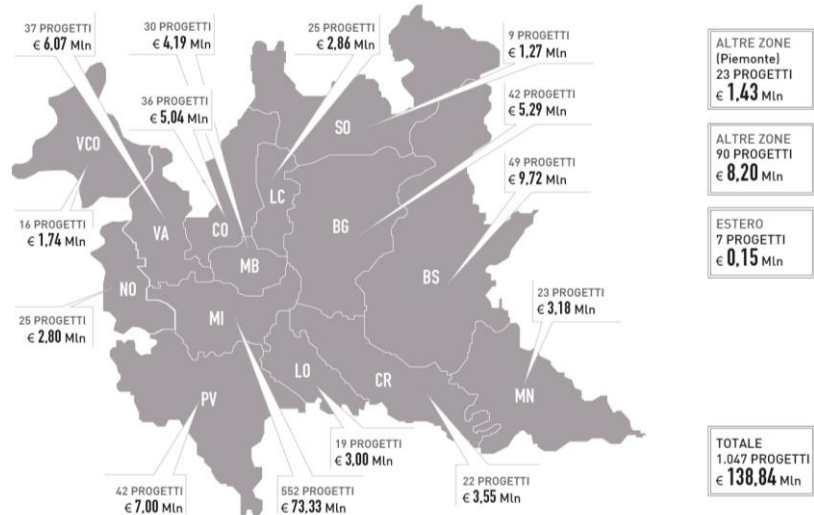 37 PROGETTI
€ 6,07 Mln
30 PROGETTI
€ 4,19 Mln
25 PROGETTI
€ 2,86 Mln
9 PROGETTI
€ 1,27 Mln
36 PROGETTI
€ 5,04 Mln
42 PROGETTI
€ 5,29 Mln
49 PROGETTI
€ 9,72 Mln
16 PROGETTI
€ 1,74 Mln
23 PROGETTI
€ 3,18 Mln
25 PROGETTI
€ 2,80 Mln
19 PROGETTI
€ 3,00 Mln
22 PROGETTI
€ 3,55 Mln
42 PROGETTI
€ 7,00 Mln
552 PROGETTI
€ 73,33 Mln
VCO
VA
CO
LC
SO
BG
MB
BS
NO
MI
LO
CR
MN
PV
ALTRE ZONE
(Piemonte)
23 PROGETTI
€ 1,43 Mln
ALTRE ZONE
90 PROGETTI
€ 8,20 Mln
ESTERO
7 PROGETTI
€ 0,15 Mln
TOTALE
1.047 PROGETTI
€ 138,84 Mln